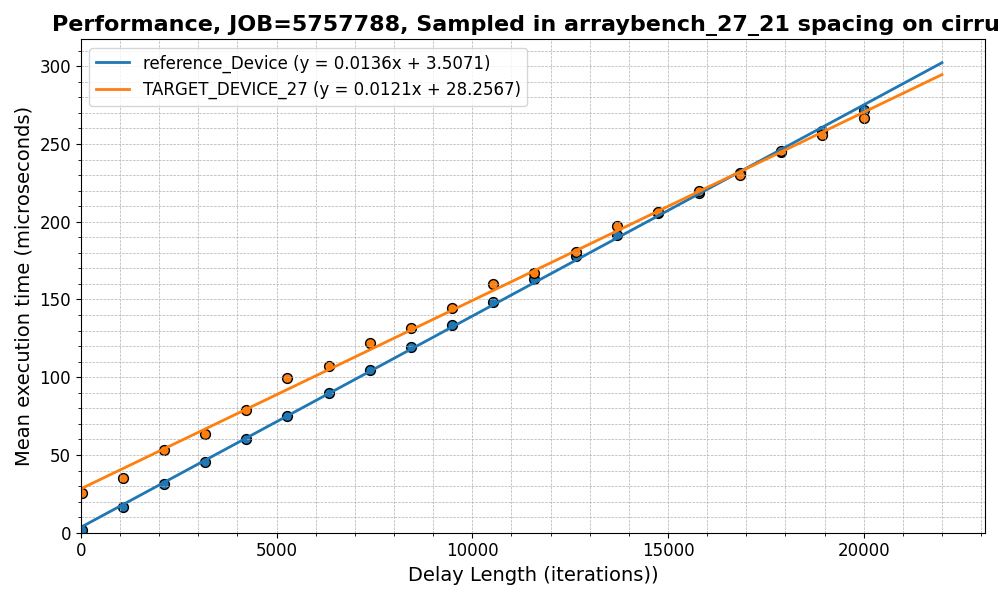 Performance, JOB=5757788, Sampled in arraybench_27_21 spacing on cirru
reference_Device (y = 0.0136x + 3.5071)
TARGET_DEVICE_27 (y = 0.0121x + 28.2567)
Mean execution time (microseconds)
300
250
200
150
100
50
0
0 5000 10000 15000 20000
Delay Length (iterations))